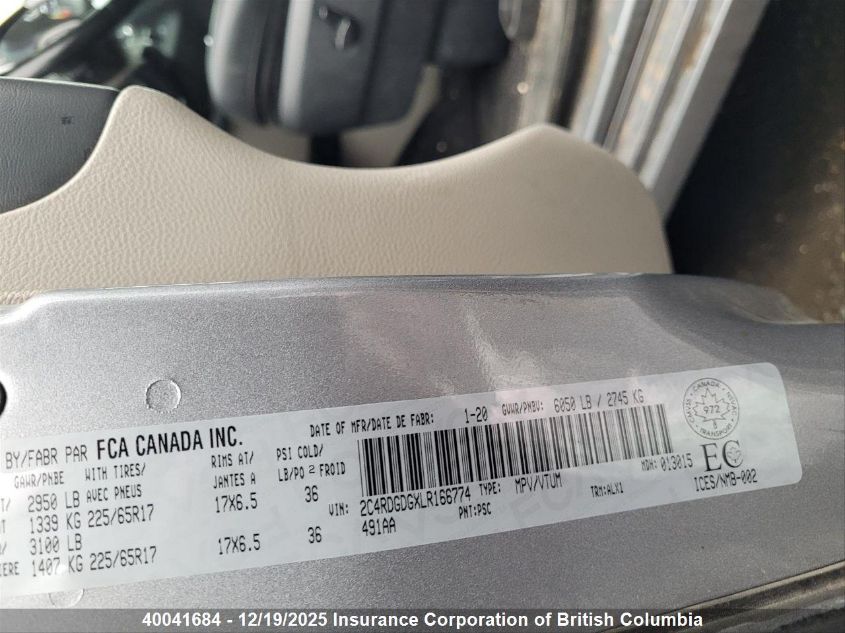 BY/FABR PAR FCA CANADA INC. DATE OF MFR/DATE DE FABR: 1-20 GVWR/PNBV: 6050 LB / 2745 KG
GAWR/PNBE WITH TIRES/ RIMS AT/ PSI COLD/
AVEC PNEUS JANTES A LB/PO2 FROID
2950 LB
1339 KG 225/65R17 17X6.5 36
3100 LB
1407 KG 225/65R17 17X6.5 36
MDH: 013015
VIN: 2C4RDGDGXLR166774 TYPE: MPV/VTUM
491AA PNT:PSC TRM:ALX1
CANADA
972
TRANSPORT
EC
ICES/NMB-002
40041684 - 12/19/2025 Insurance Corporation of British Columbia